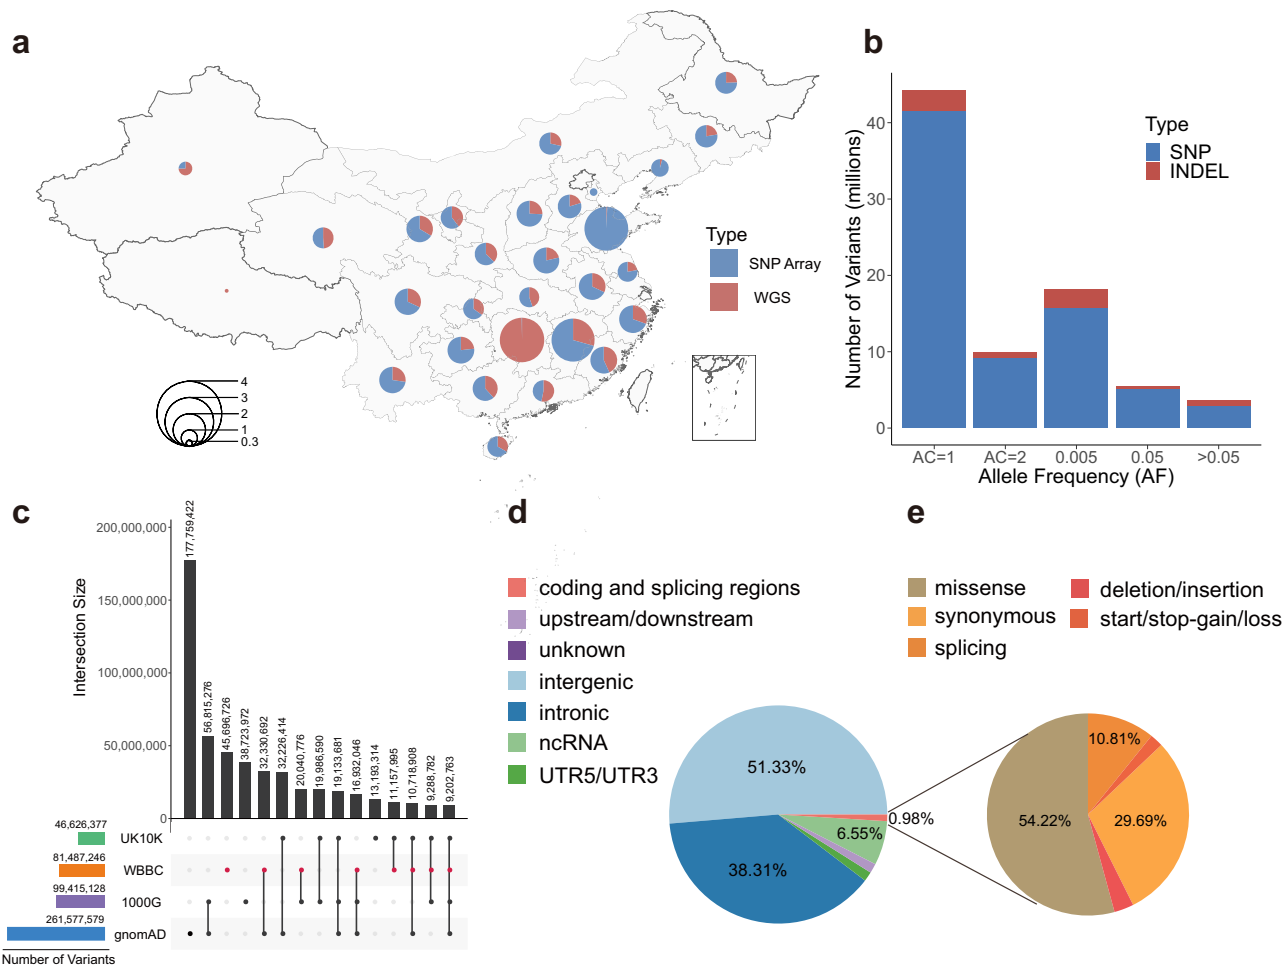 a
Type
SNP Array
WGS
4
3
2
1
0.3
b
Number of Variants (millions)
40
30
20
10
0
Type
SNP
INDEL
AC=1
AC=2
0.005
0.05
>0.05
Allele Frequency (AF)
c
Intersection Size
200,000,000
150,000,000
100,000,000
50,000,000
0
177,759,422
56,815,276
45,696,726
38,723,972
32,330,692
32,226,414
20,040,776
19,986,590
19,133,681
16,932,046
13,193,314
11,157,995
10,718,908
9,288,782
9,202,763
46,626,377
UK10K
81,487,246
WBBC
99,415,128
1000G
261,577,579
gnomAD
Number of Variants
d
coding and splicing regions
upstream/downstream
unknown
intergenic
intronic
ncRNA
UTR5/UTR3
51.33%
0.98%
6.55%
38.31%
e
missense
synonymous
splicing
deletion/insertion
start/stop-gain/loss
10.81%
54.22%
29.69%